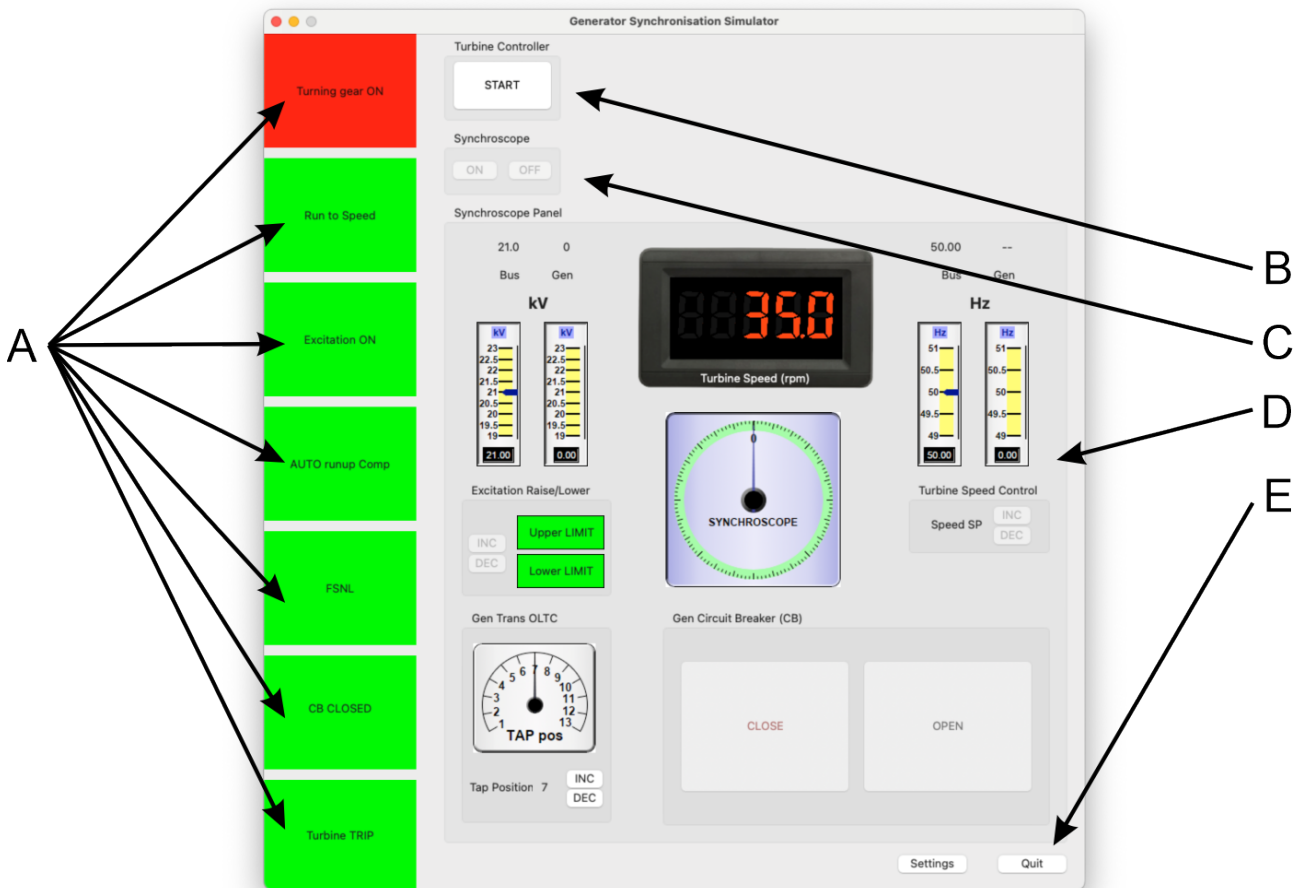 Generator Synchronisation Simulator
Turning gear ON
Run to Speed
Excitation ON
AUTO runup Comp
FSNL
CB CLOSED
Turbine TRIP
A
Turbine Controller
START
Synchroscope
ON OFF
Synchroscope Panel
21.0 0
Bus Gen
kV
kV kV
23 23
22.5 22.5
22 22
21.5 21.5
21 21
20.5 20.5
20 20
19.5 19.5
19 19
21.00 0.00
35.0
Turbine Speed (rpm)
0
SYNCHROSCOPE
50.00 --
Bus Gen
Hz
Hz Hz
51 51
50.5 50.5
50 50
49.5 49.5
49 49
50.00 0.00
Excitation Raise/Lower
INC
DEC
Upper LIMIT
Lower LIMIT
Turbine Speed Control
Speed SP
INC
DEC
Gen Trans OLTC
1 2 3 4 5 6 7 8 9 10 11 12 13
TAP pos
Tap Position 7
INC
DEC
Gen Circuit Breaker (CB)
CLOSE OPEN
Settings Quit
B
C
D
E